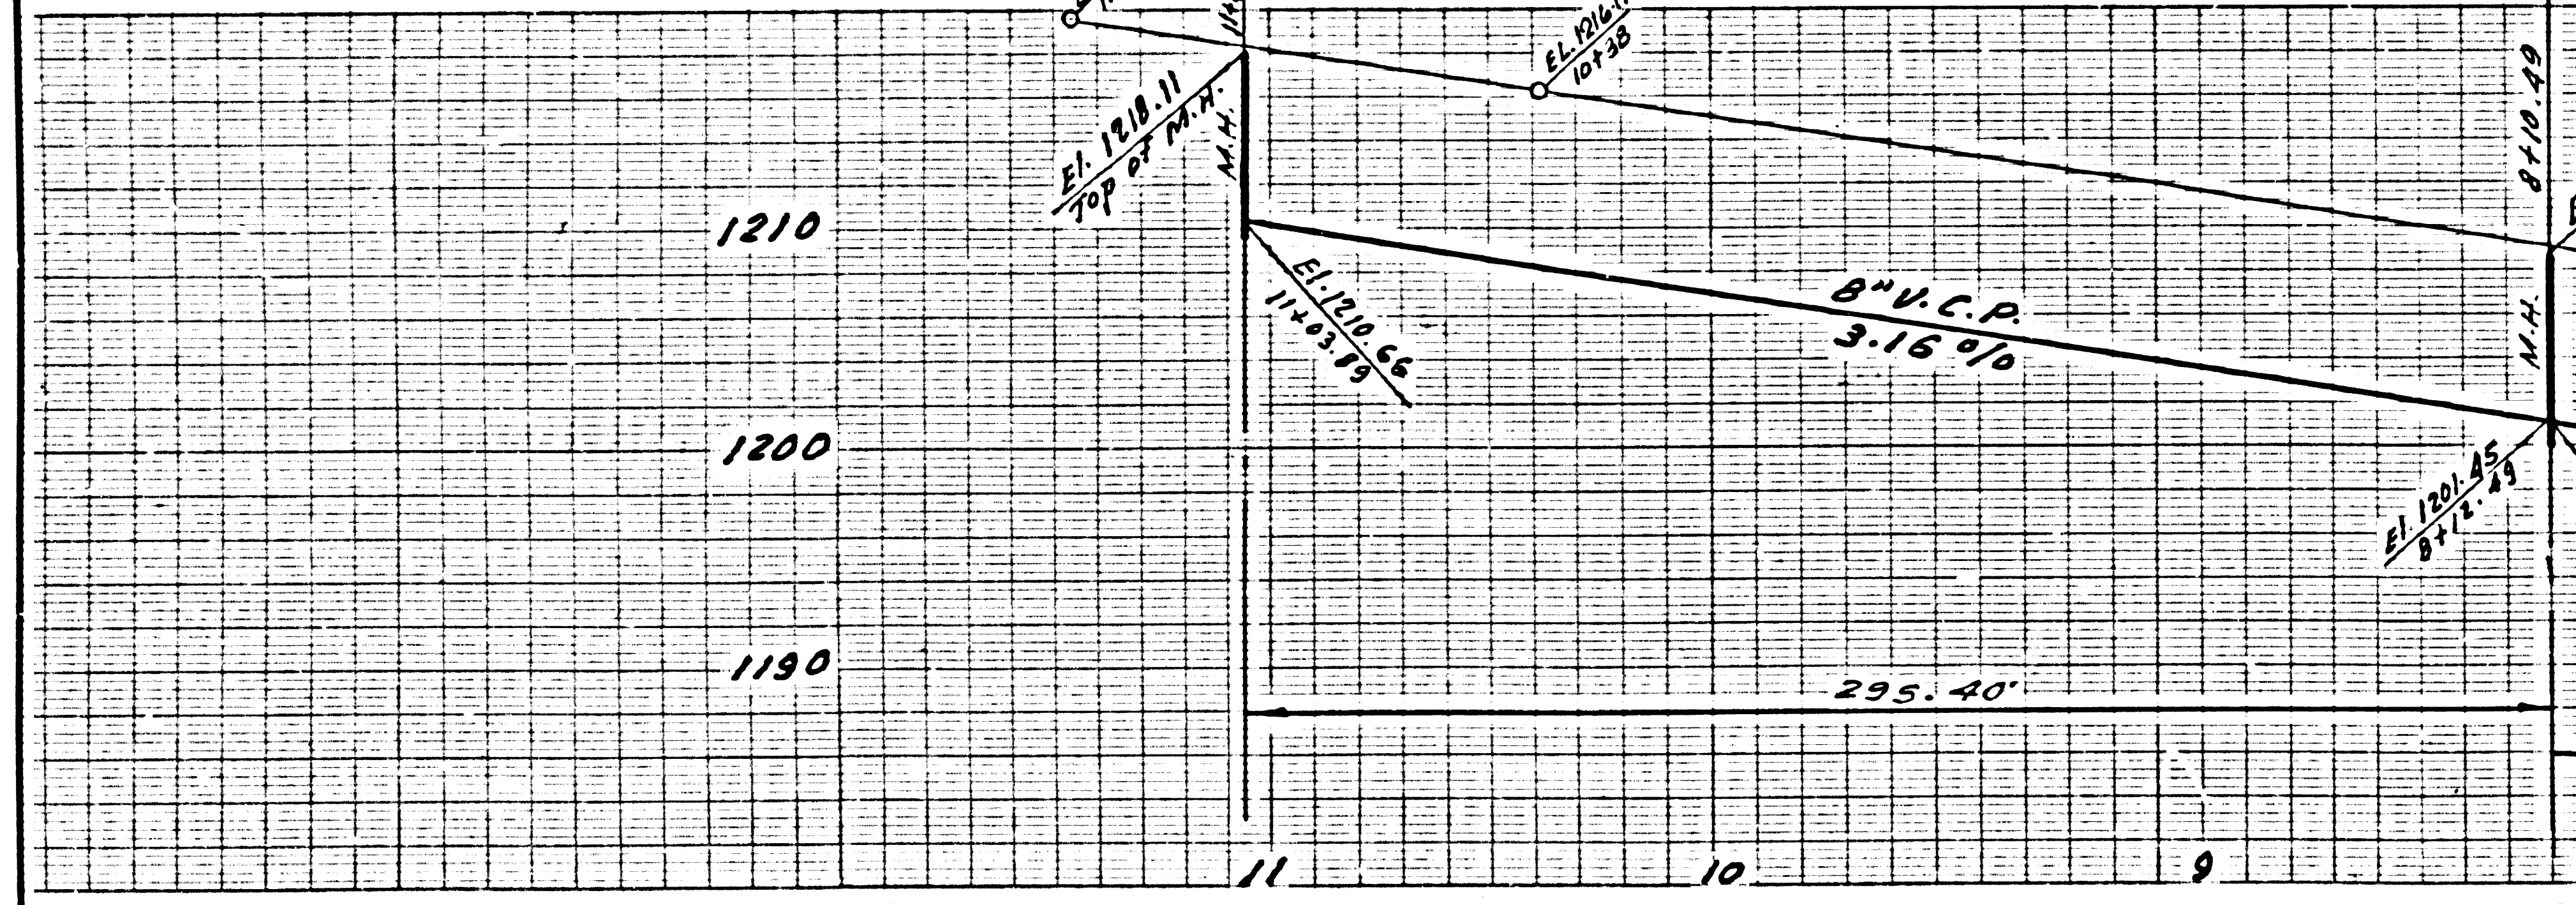 EL. 1216.
10+38
8+10.49
El. 1218.11
Top of M.H.
M.H.
1210
El. 1210.66
11+03.89
8" V.C.P.
3.16 %
M.H.
1200
El. 1201.45
8+12.49
1190
295.40'
11
10
9